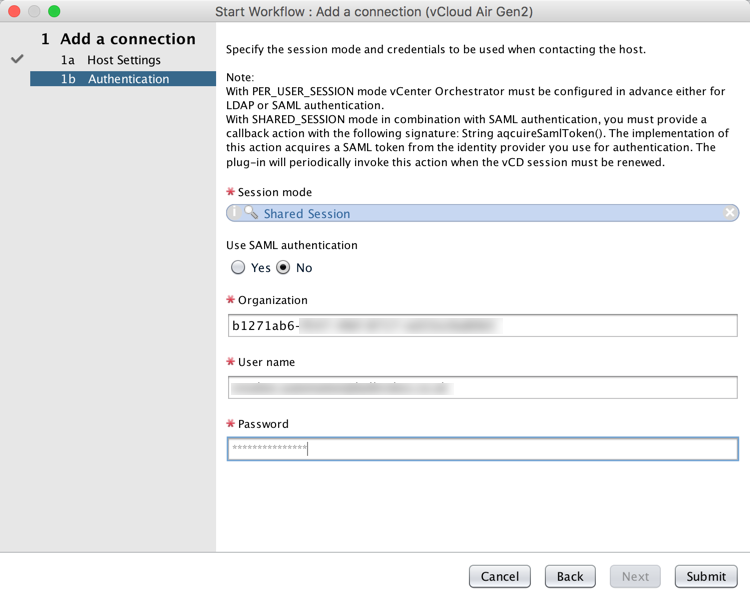 Start Workflow : Add a connection (vCloud Air Gen2)
1 Add a connection
1a Host Settings
1b Authentication
Specify the session mode and credentials to be used when contacting the host.
Note:
With PER_USER_SESSION mode vCenter Orchestrator must be configured in advance either for
LDAP or SAML authentication.
With SHARED_SESSION mode in combination with SAML authentication, you must provide a
callback action with the following signature: String aqcuireSamlToken(). The implementation of
this action acquires a SAML token from the identity provider you use for authentication. The
plug-in will periodically invoke this action when the vCD session must be renewed.
* Session mode
Shared Session
Use SAML authentication
Yes No
* Organization
b1271ab6-
* User name
* Password
***************
Cancel Back Next Submit